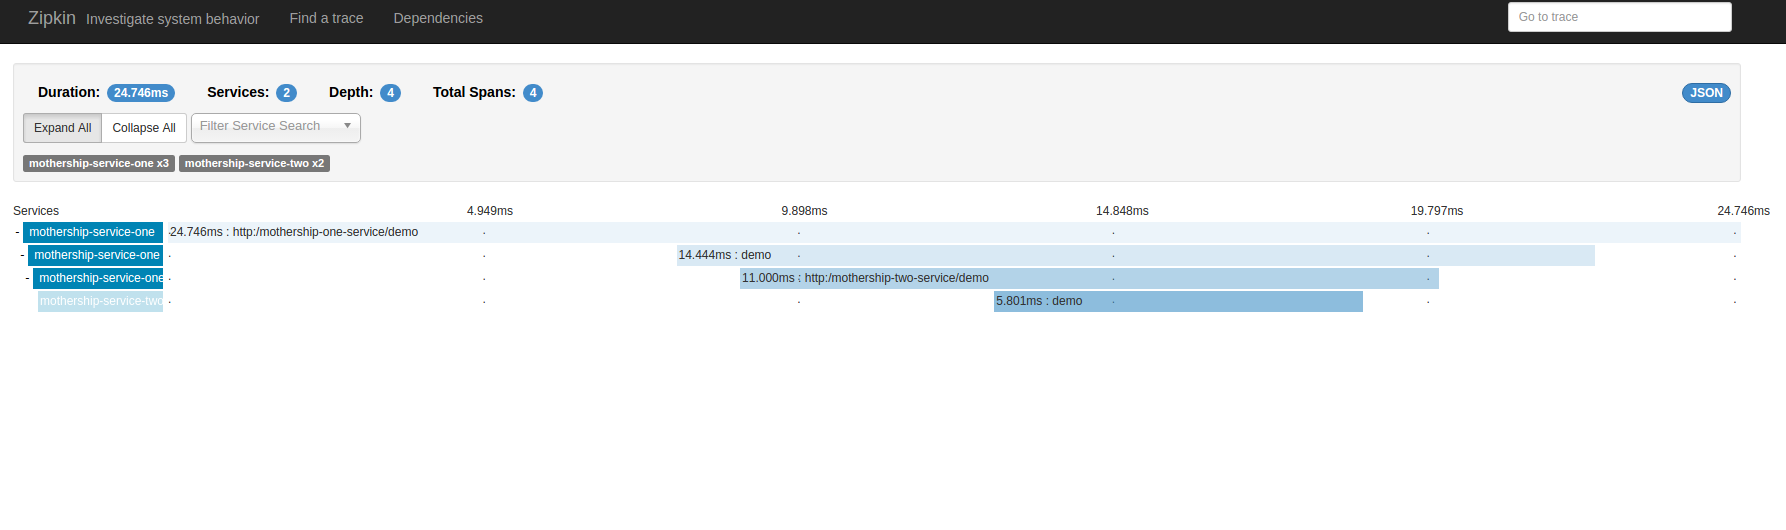 Zipkin Investigate system behavior Find a trace Dependencies Go to trace
Duration: 24.746ms Services: 2 Depth: 4 Total Spans: 4 JSON
Expand All Collapse All Filter Service Search
mothership-service-one x3 mothership-service-two x2
Services 4.949ms 9.898ms 14.848ms 19.797ms 24.746ms
- mothership-service-one 24.746ms : http:/mothership-one-service/demo
- mothership-service-one 14.444ms : demo
- mothership-service-one 11.000ms : http:/mothership-two-service/demo
mothership-service-two 5.801ms : demo